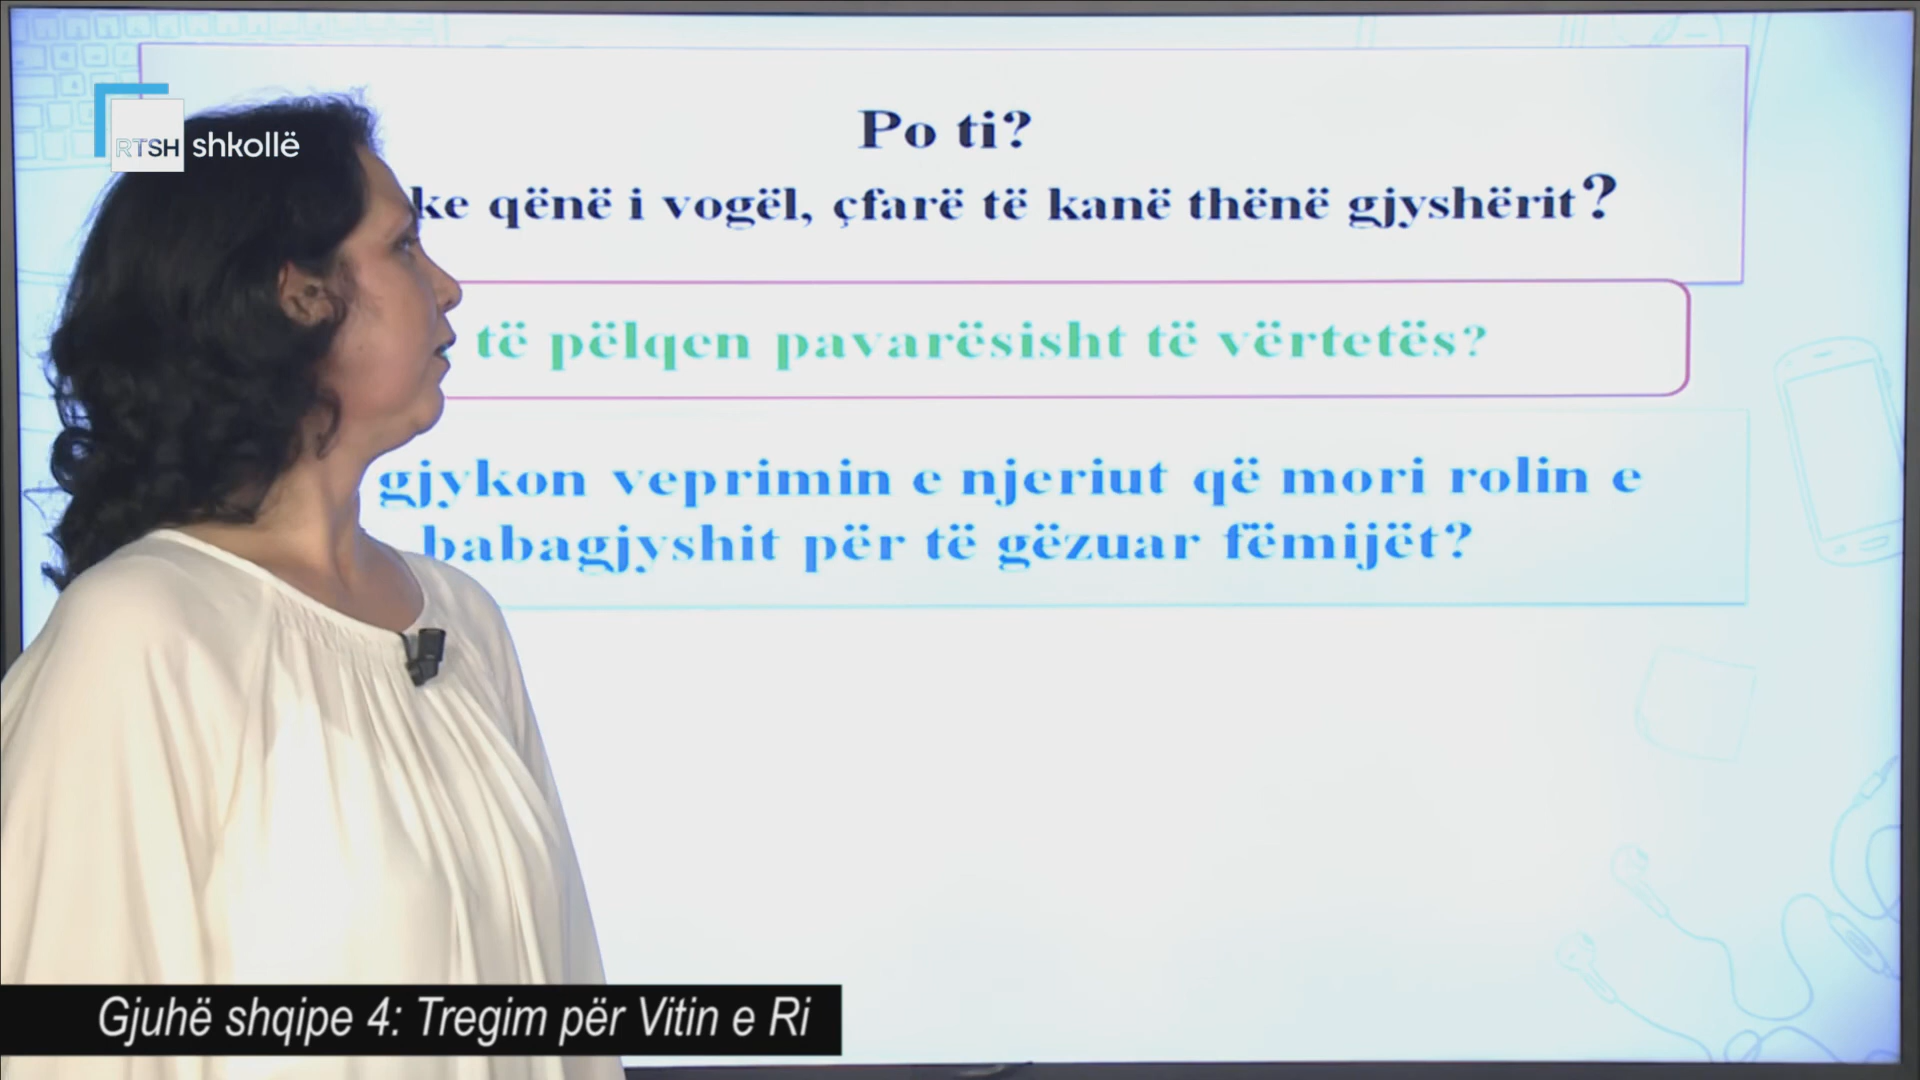 RTSH shkollë
Po ti?
ke qënë i vogël, çfarë të kanë thënë gjyshërit?
të pëlqen pavarësisht të vërtetës?
gjykon veprimin e njeriut që mori rolin e
babagjyshit për të gëzuar fëmijët?
Gjuhë shqipe 4: Tregim për Vitin e Ri